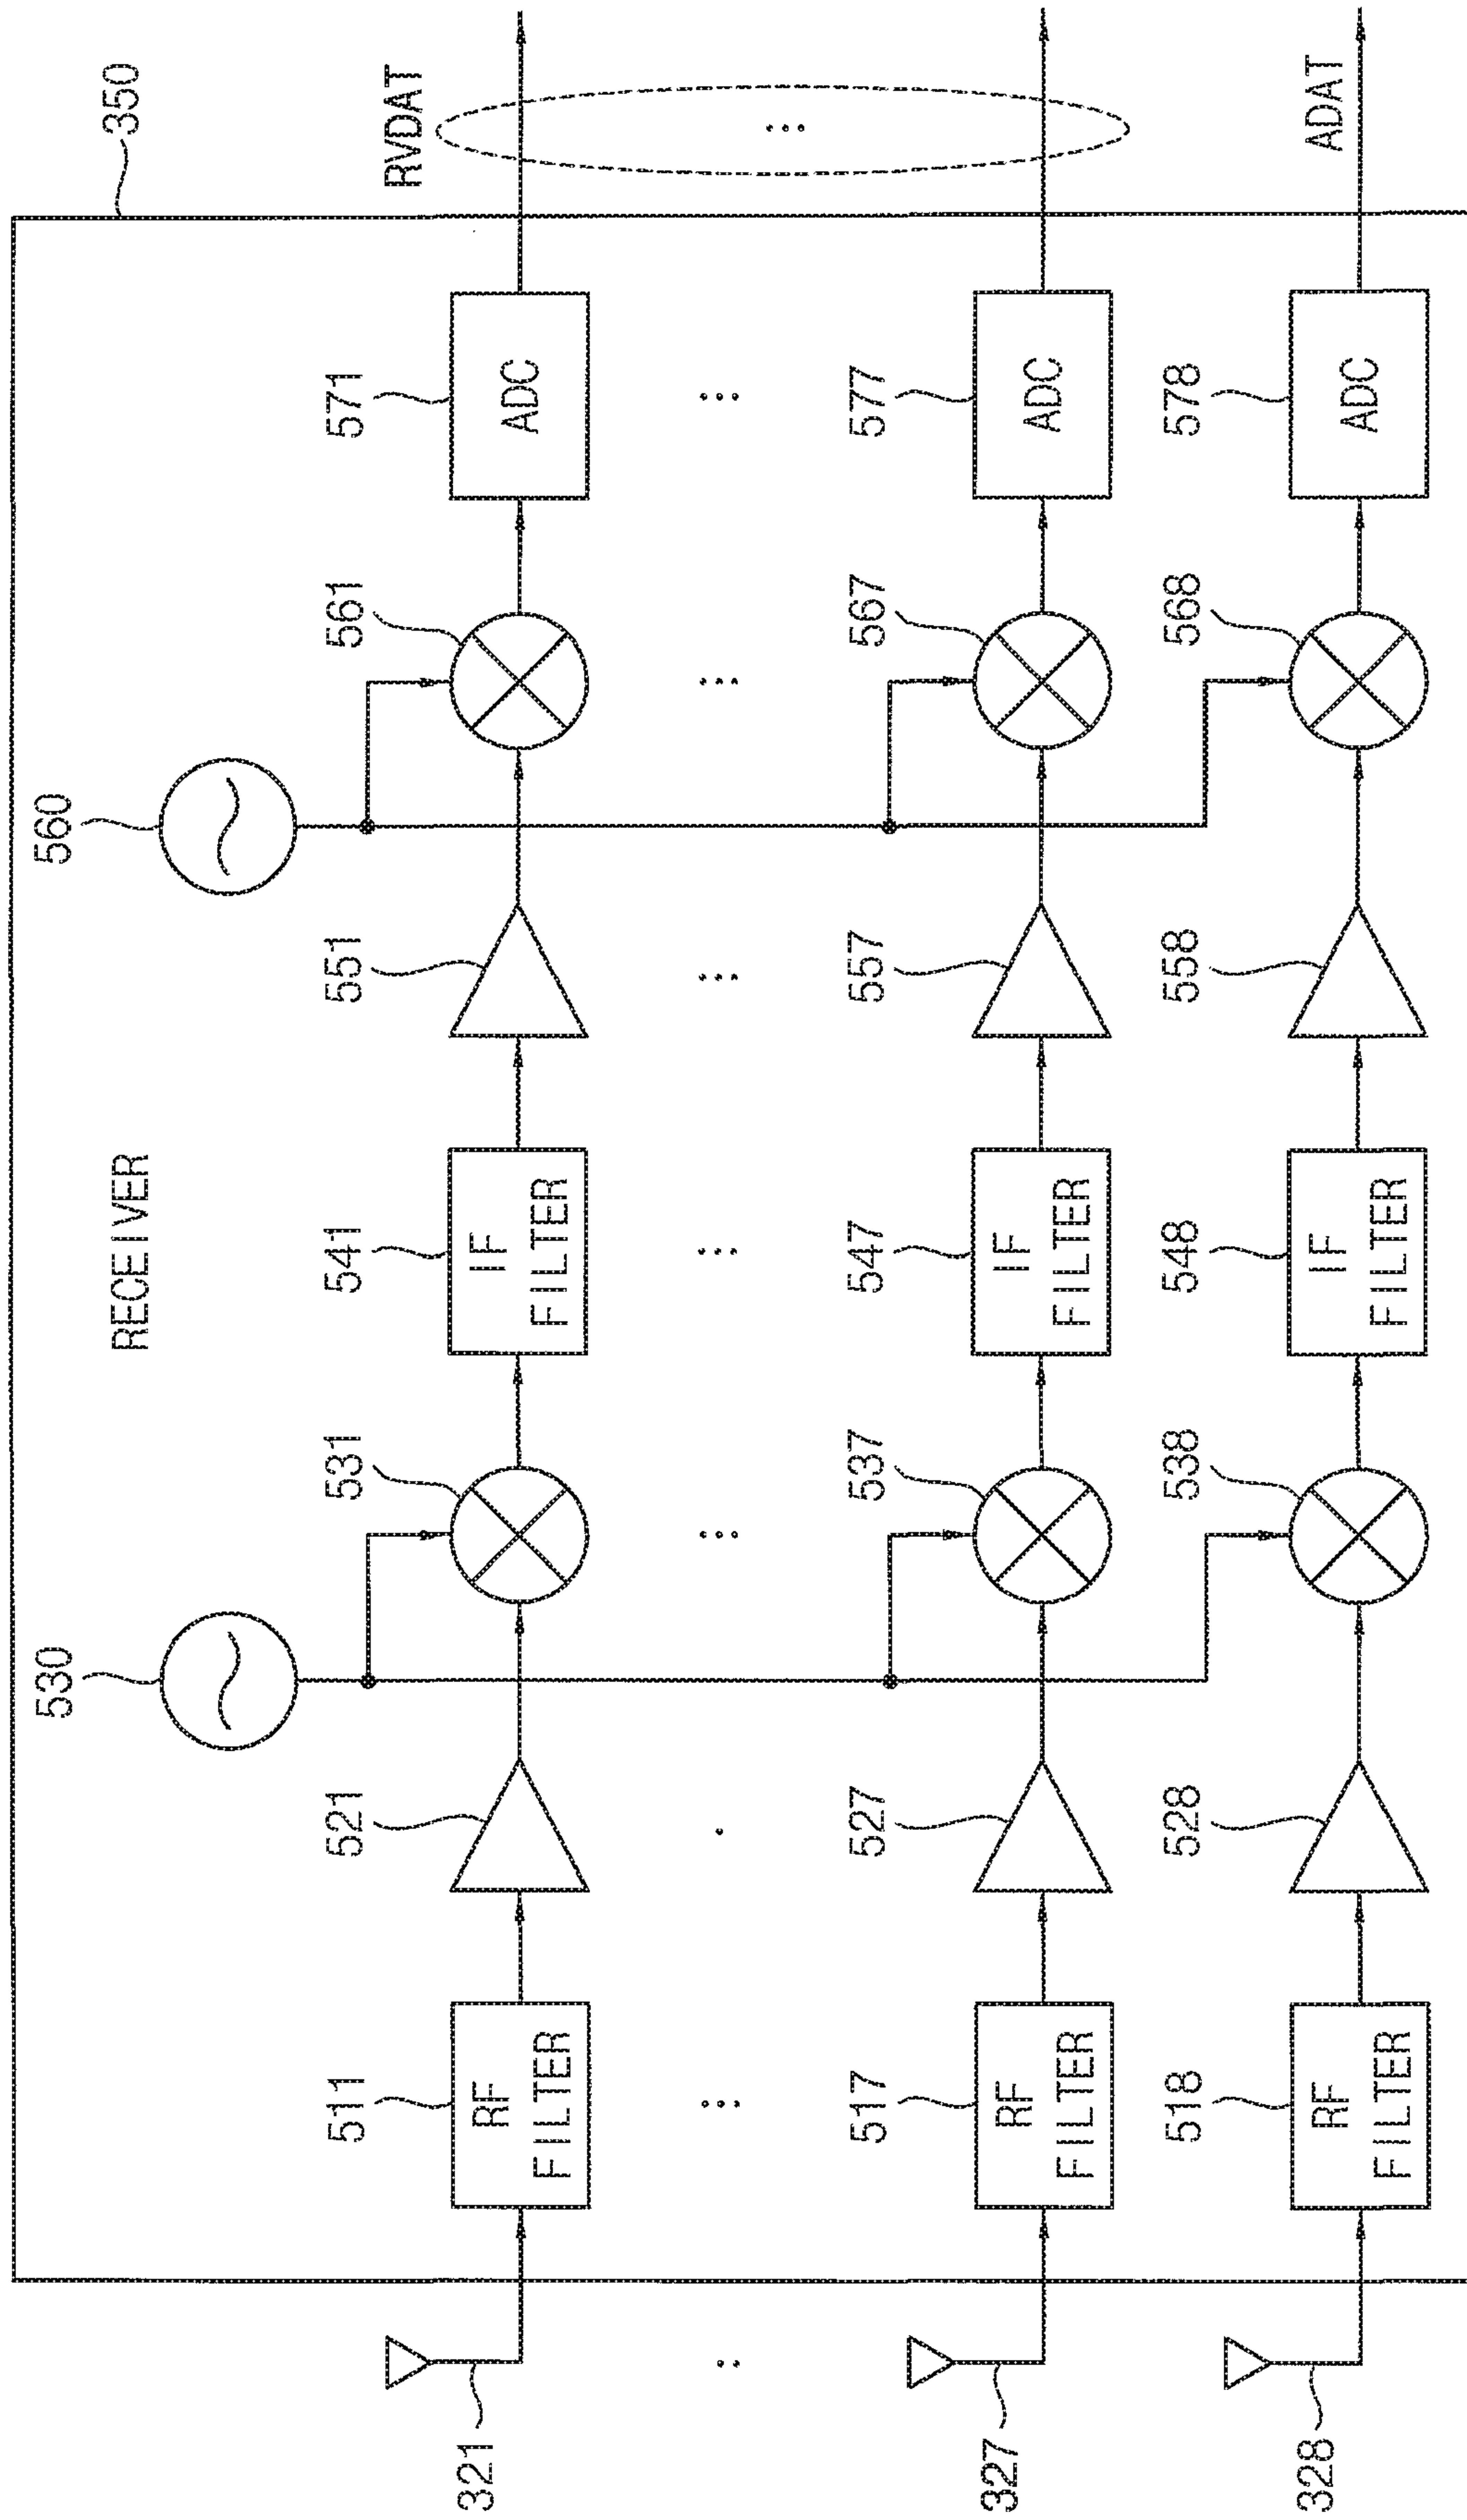 350
RECEIVER
530
560
RVDAT
321
511
RF
FILTER
521
531
541
IF
FILTER
551
561
571
ADC
327
517
RF
FILTER
527
537
547
IF
FILTER
557
567
577
ADC
328
518
RF
FILTER
528
538
548
IF
FILTER
558
568
578
ADC
ADAT